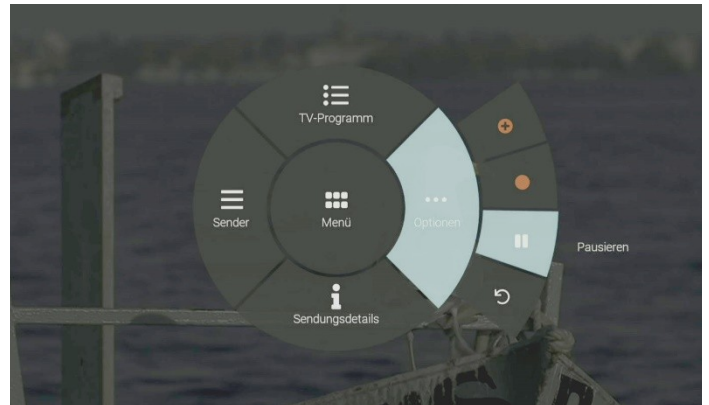 TV-Programm
Sender
Menü
Optionen
Pausieren
Sendungsdetails